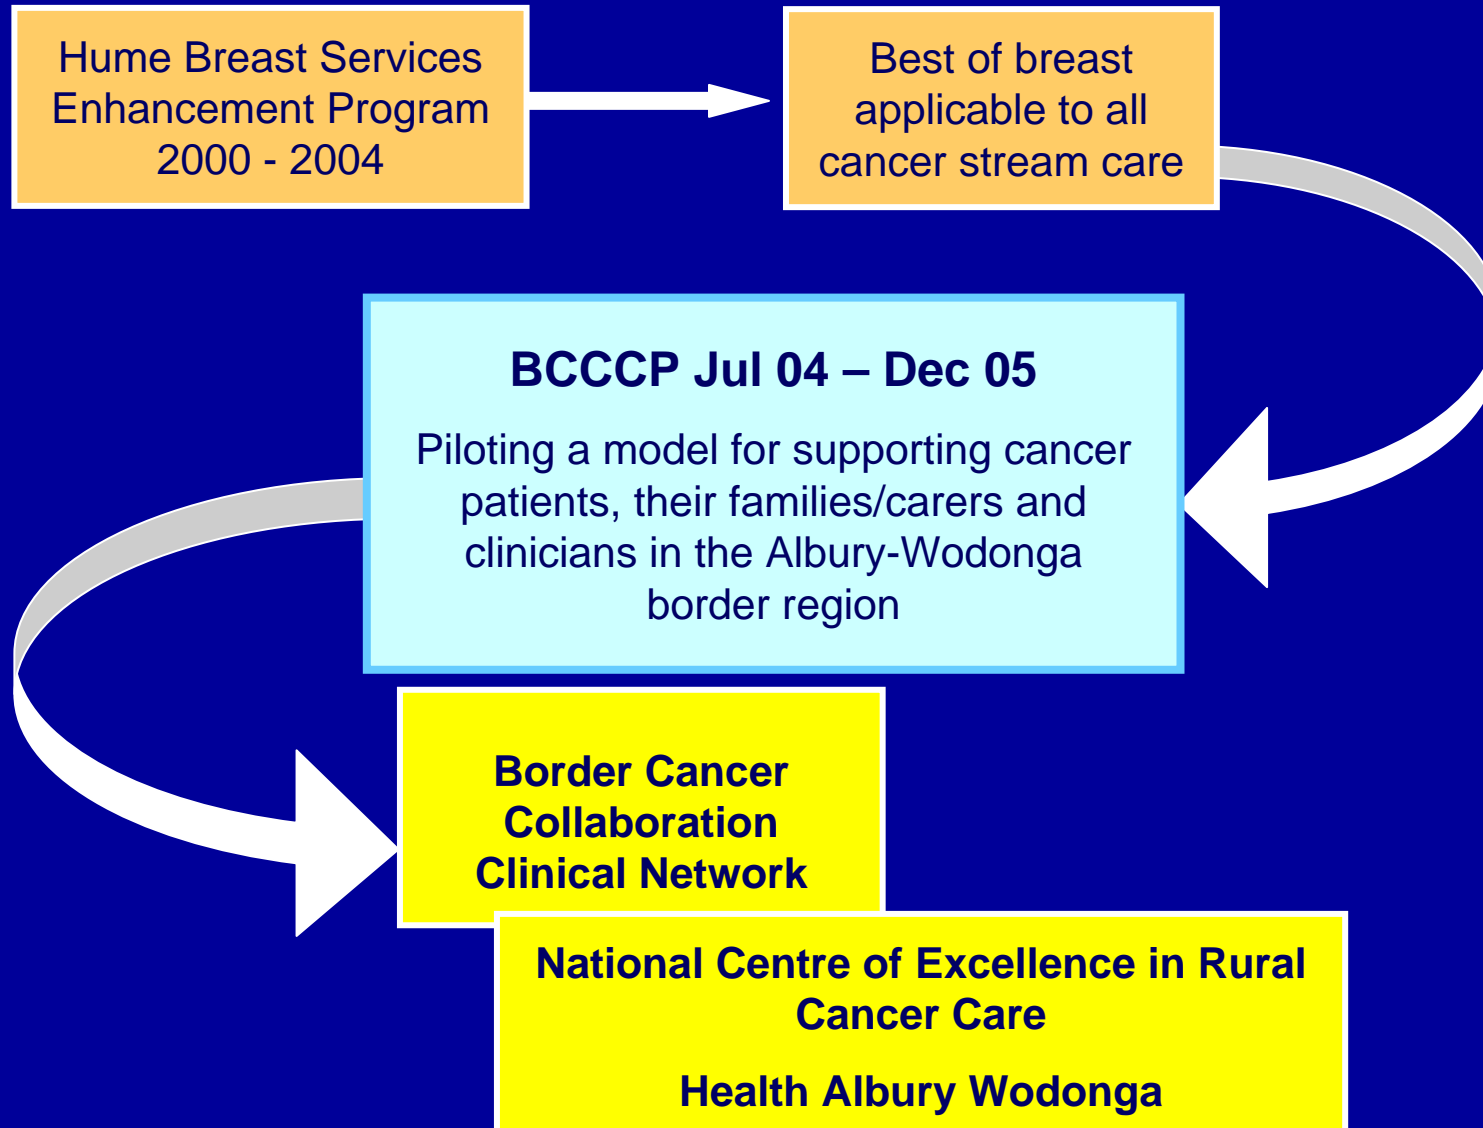 Hume Breast Services
Enhancement Program
2000 - 2004
Best of breast
applicable to all
cancer stream care
BCCCP Jul 04 – Dec 05
Piloting a model for supporting cancer
patients, their families/carers and
clinicians in the Albury-Wodonga
border region
Border Cancer
Collaboration
Clinical Network
National Centre of Excellence in Rural
Cancer Care
Health Albury Wodonga